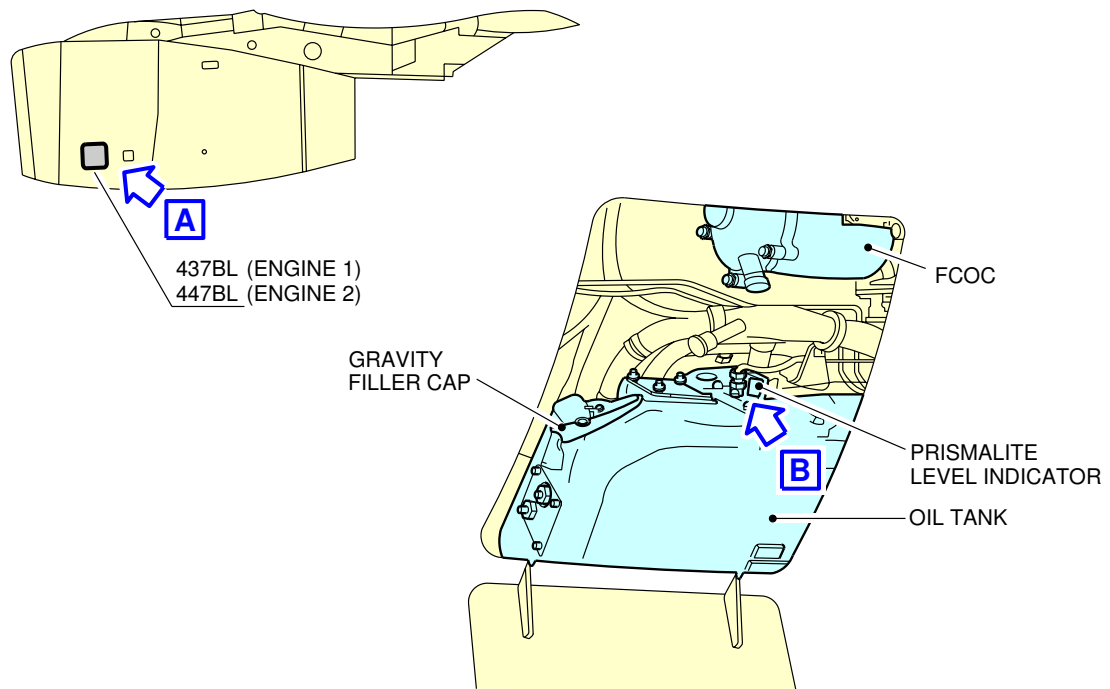 A
437BL (ENGINE 1)
447BL (ENGINE 2)
FCOC
GRAVITY
FILLER CAP
PRISMALITE
LEVEL INDICATOR
B
OIL TANK